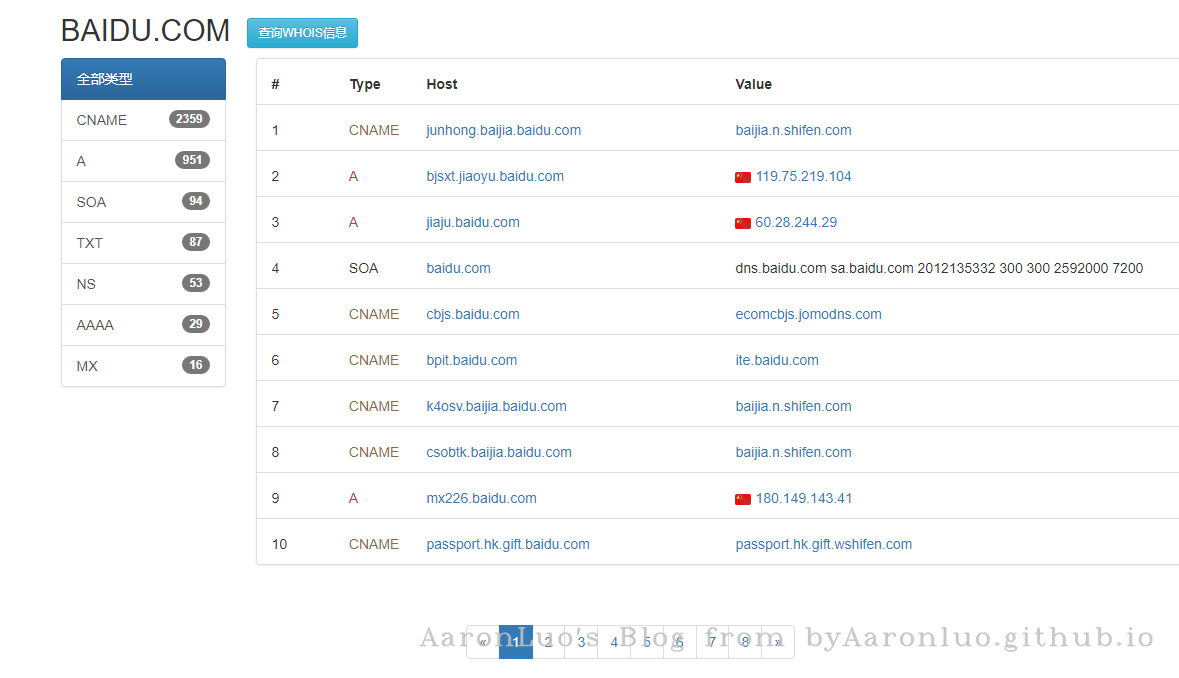 BAIDU.COM 查询WHOIS信息
全部类型
CNAME 2359
A 951
SOA 94
TXT 87
NS 53
AAAA 29
MX 16
# Type Host Value
1 CNAME junhong.baijia.baidu.com baijia.n.shifen.com
2 A bjsxt.jiaoyu.baidu.com 119.75.219.104
3 A jiaju.baidu.com 60.28.244.29
4 SOA baidu.com dns.baidu.com sa.baidu.com 2012135332 300 300 2592000 7200
5 CNAME cbjs.baidu.com ecomcbjs.jomodns.com
6 CNAME bpit.baidu.com ite.baidu.com
7 CNAME k4osv.baijia.baidu.com baijia.n.shifen.com
8 CNAME csobtk.baijia.baidu.com baijia.n.shifen.com
9 A mx226.baidu.com 180.149.143.41
10 CNAME passport.hk.gift.baidu.com passport.hk.gift.wshifen.com
« 1 2 3 4 5 6 7 8 »
AaronLuo's Blog from byAaronluo.github.io